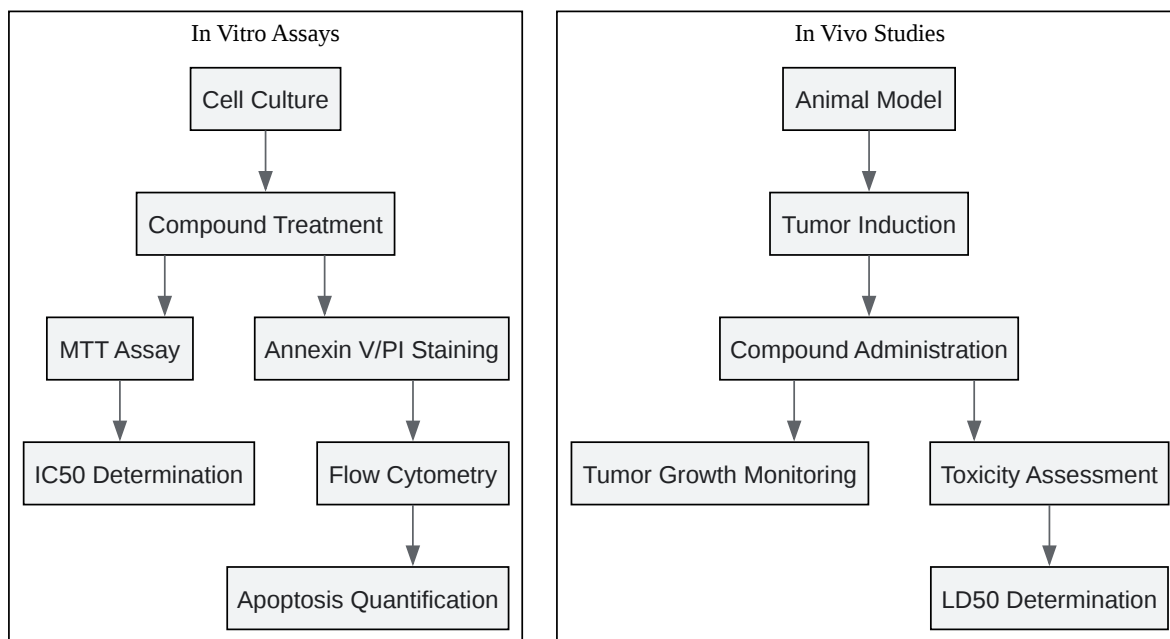 In Vitro Assays
Cell Culture
Compound Treatment
MTT Assay
Annexin V/PI Staining
IC50 Determination
Flow Cytometry
Apoptosis Quantification
In Vivo Studies
Animal Model
Tumor Induction
Compound Administration
Tumor Growth Monitoring
Toxicity Assessment
LD50 Determination